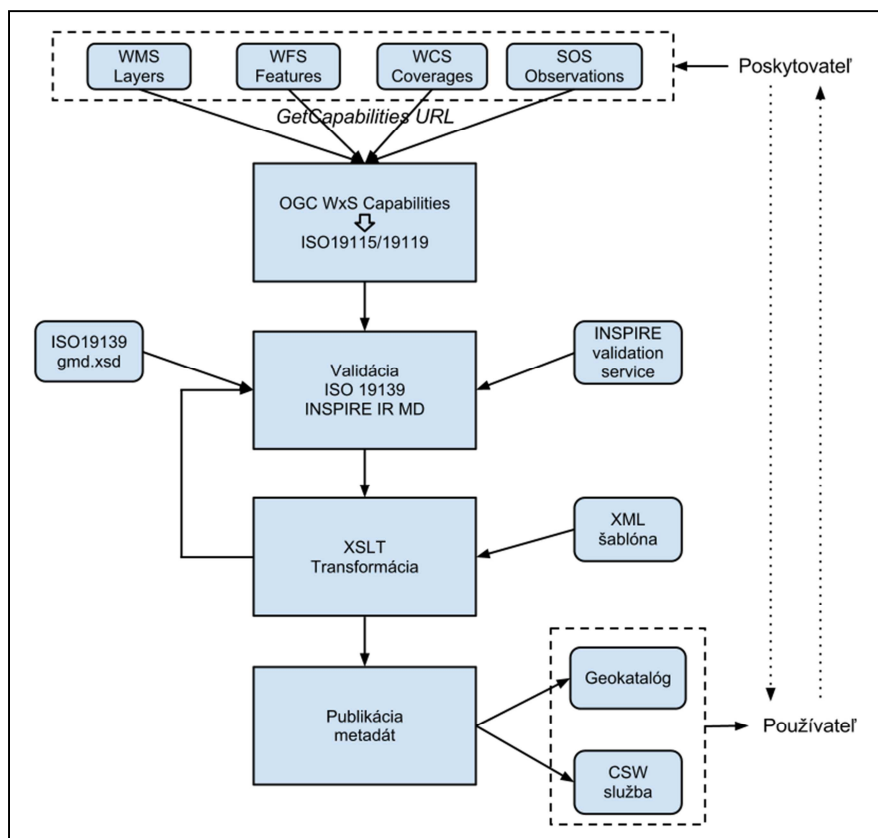 WMS
Layers
WFS
Features
WCS
Coverages
SOS
Observations
Poskytovateľ
GetCapabilities URL
OGC WxS Capabilities
ISO19115/19119
ISO19139
gmd.xsd
Validácia
ISO 19139
INSPIRE IR MD
INSPIRE
validation
service
XSLT
Transformácia
XML
šablóna
Publikácia
metadát
Geokatalóg
CSW
služba
Používateľ